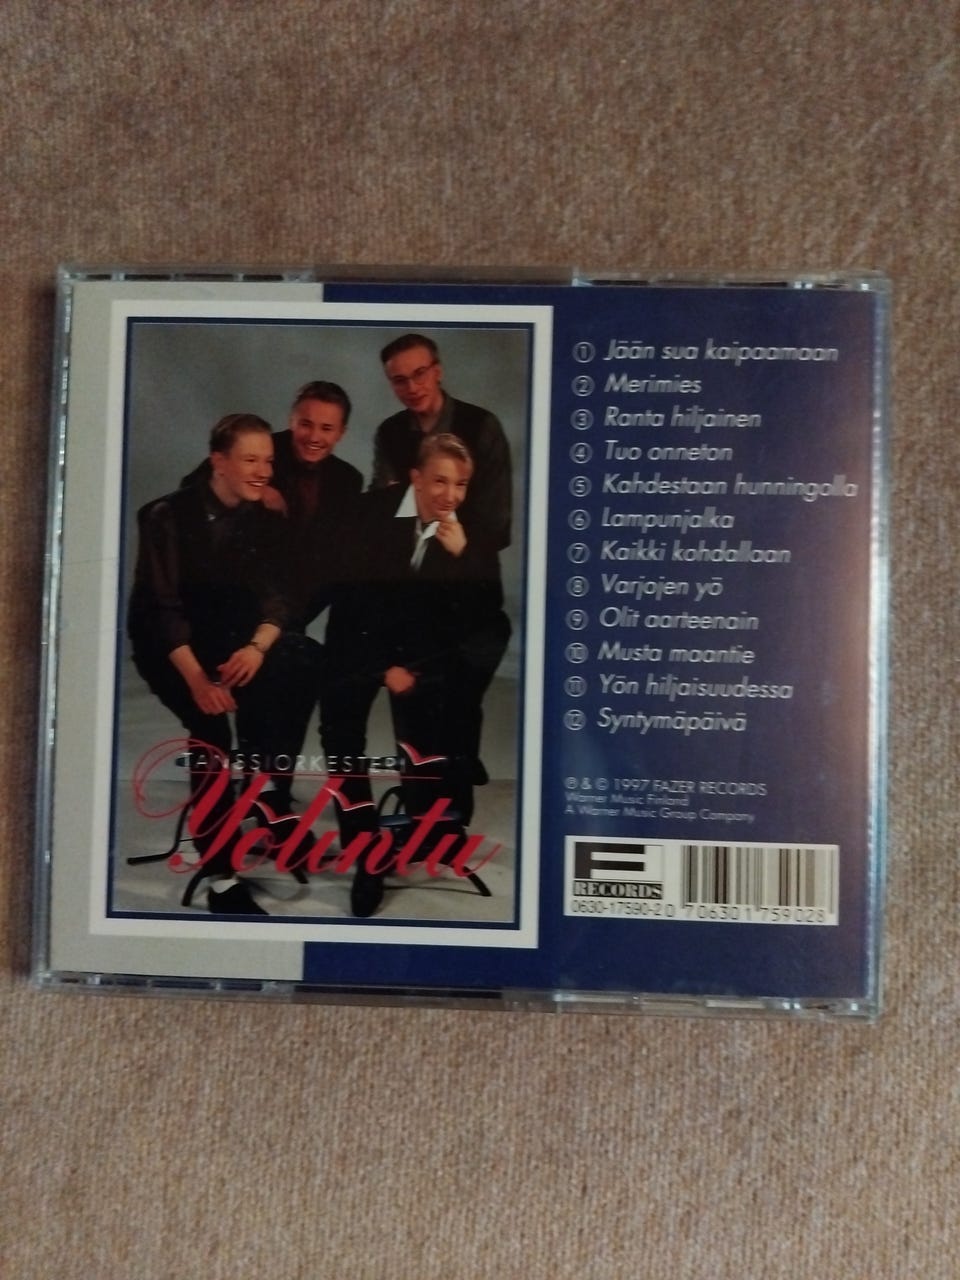 TANSSIORKESTERI
Yölintu
1 Jään sua kaipaamaan
2 Merimies
3 Ranta hiljainen
4 Tuo onneton
5 Kahdestaan hunningolla
6 Lampunjalka
7 Kaikki kohdallaan
8 Varjojen yö
9 Olit aarteenain
10 Musta maantie
11 Yön hiljaisuudessa
12 Syntymäpäivä
℗ & © 1997 FAZER RECORDS
Warner Music Finland
A Warner Music Group Company
F
RECORDS
0630-17590-2 0 706301 759028